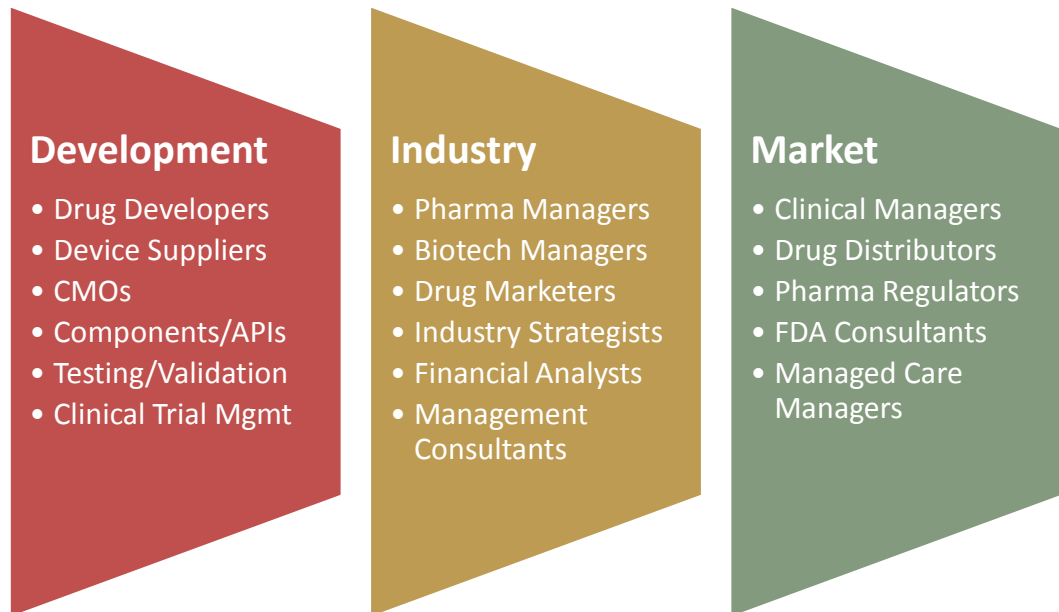 Development
• Drug Developers
• Device Suppliers
• CMOs
• Components/APIs
• Testing/Validation
• Clinical Trial Mgmt
Industry
• Pharma Managers
• Biotech Managers
• Drug Marketers
• Industry Strategists
• Financial Analysts
• Management
Consultants
Market
• Clinical Managers
• Drug Distributors
• Pharma Regulators
• FDA Consultants
• Managed Care
Managers